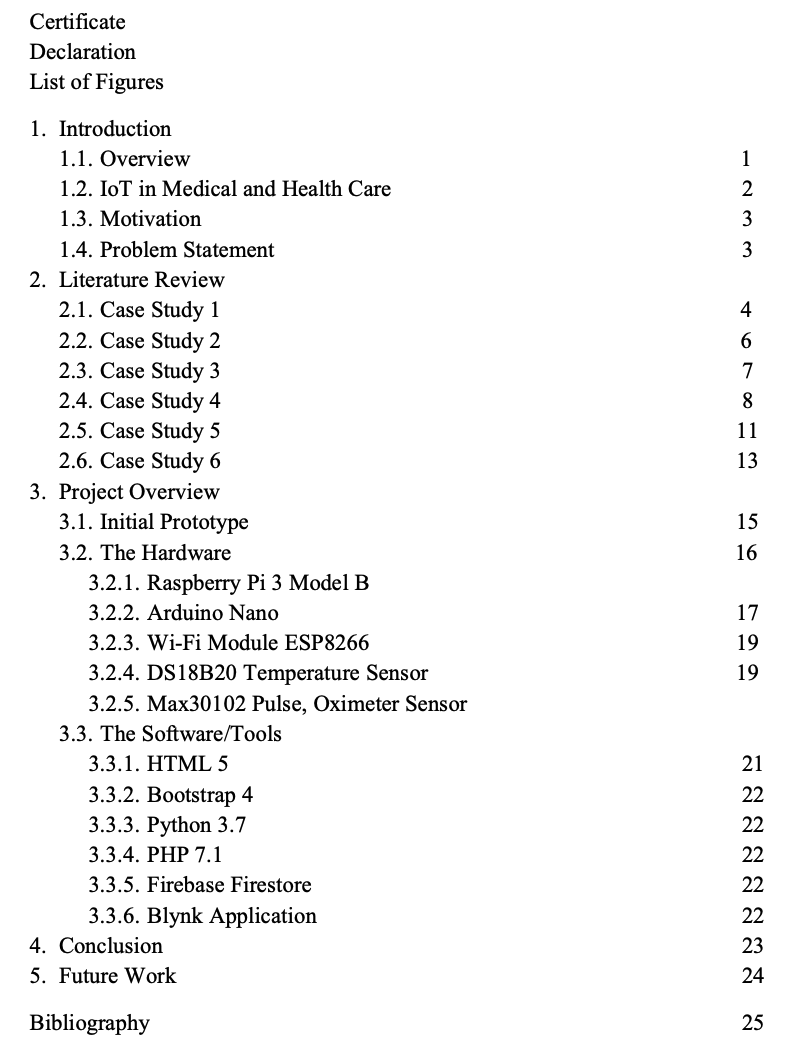 Certificate
Declaration
List of Figures
1. Introduction
1.1. Overview 1
1.2. IoT in Medical and Health Care 2
1.3. Motivation 3
1.4. Problem Statement 3
2. Literature Review
2.1. Case Study 1 4
2.2. Case Study 2 6
2.3. Case Study 3 7
2.4. Case Study 4 8
2.5. Case Study 5 11
2.6. Case Study 6 13
3. Project Overview
3.1. Initial Prototype 15
3.2. The Hardware 16
3.2.1. Raspberry Pi 3 Model B
3.2.2. Arduino Nano 17
3.2.3. Wi-Fi Module ESP8266 19
3.2.4. DS18B20 Temperature Sensor 19
3.2.5. Max30102 Pulse, Oximeter Sensor
3.3. The Software/Tools
3.3.1. HTML 5 21
3.3.2. Bootstrap 4 22
3.3.3. Python 3.7 22
3.3.4. PHP 7.1 22
3.3.5. Firebase Firestore 22
3.3.6. Blynk Application 22
4. Conclusion 23
5. Future Work 24
Bibliography 25